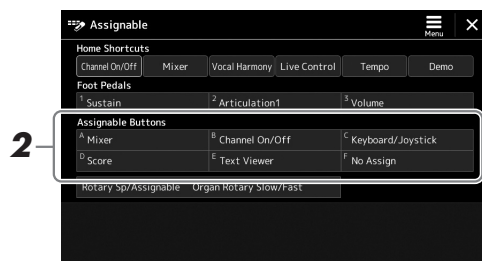 Assignable
Menu
Home Shortcuts
Channel On/Off Mixer Vocal Harmony Live Control Tempo Demo
Foot Pedals
1 Sustain 2 Articulation1 3 Volume
Assignable Buttons
A Mixer B Channel On/Off C Keyboard/Joystick
2
D Score E Text Viewer F No Assign
Rotary Sp/Assignable Organ Rotary Slow/Fast